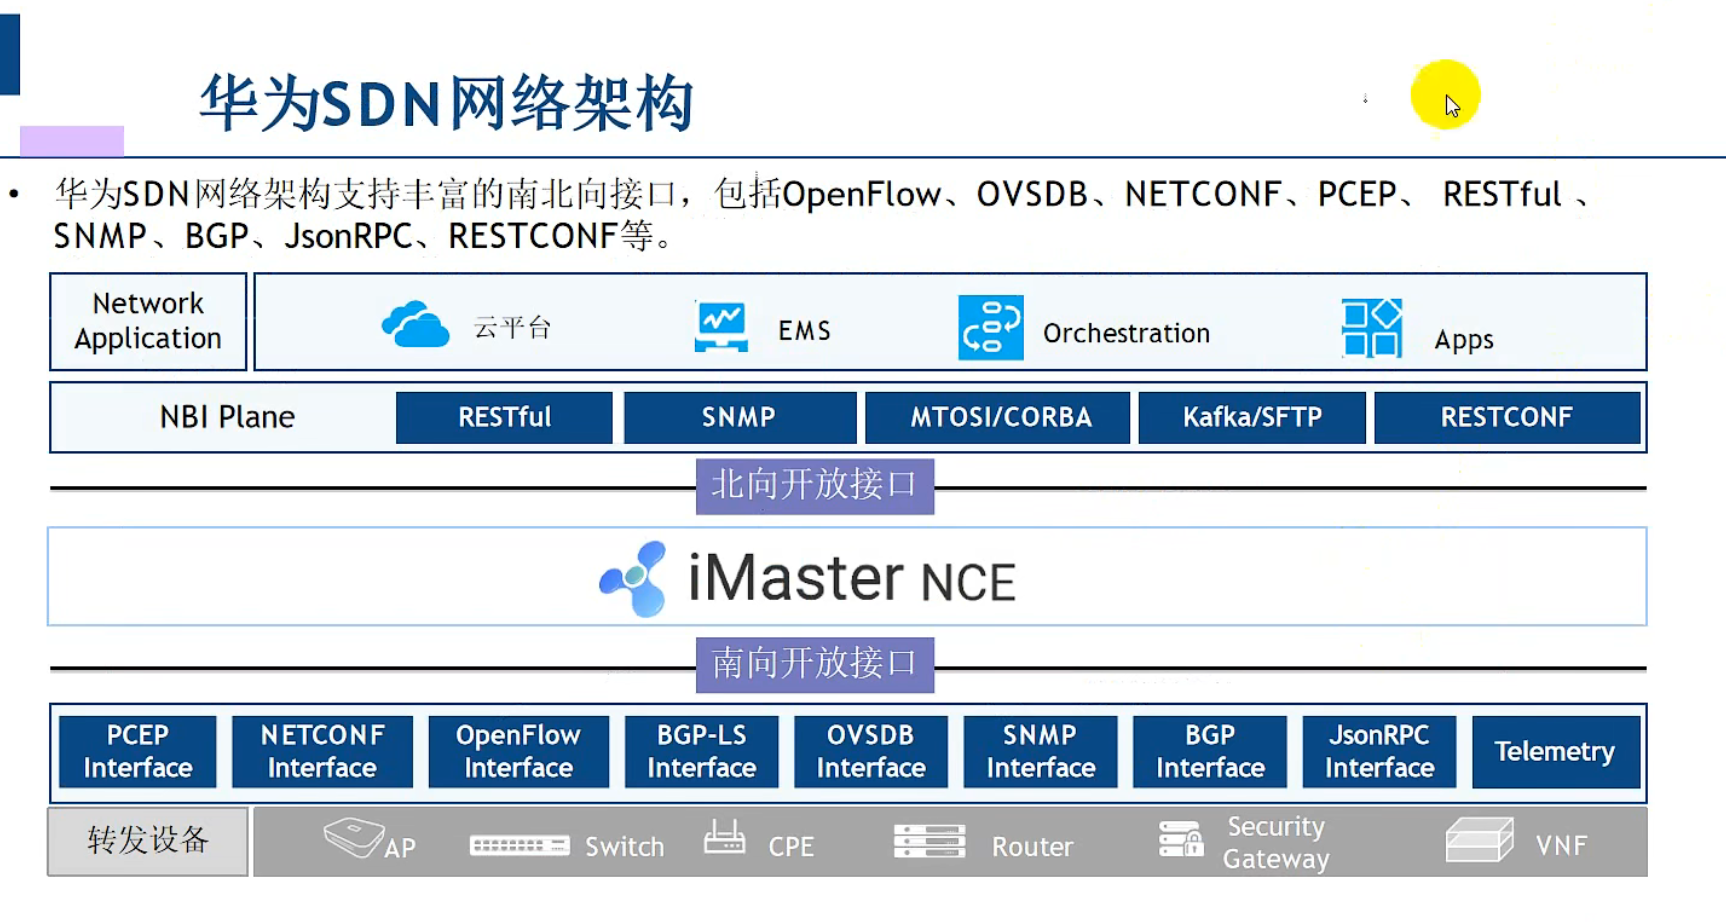 华为SDN网络架构
• 华为SDN网络架构支持丰富的南北向接口，包括OpenFlow、OVSDB、NETCONF、PCEP、 RESTful 、
SNMP、BGP、JsonRPC、RESTCONF等。
Network
Application
云平台
EMS
Orchestration
Apps
NBI Plane
RESTful
SNMP
MTOSI/CORBA
Kafka/SFTP
RESTCONF
北向开放接口
iMaster NCE
南向开放接口
PCEP
Interface
NETCONF
Interface
OpenFlow
Interface
BGP-LS
Interface
OVSDB
Interface
SNMP
Interface
BGP
Interface
JsonRPC
Interface
Telemetry
转发设备
AP
Switch
CPE
Router
Security
Gateway
VNF